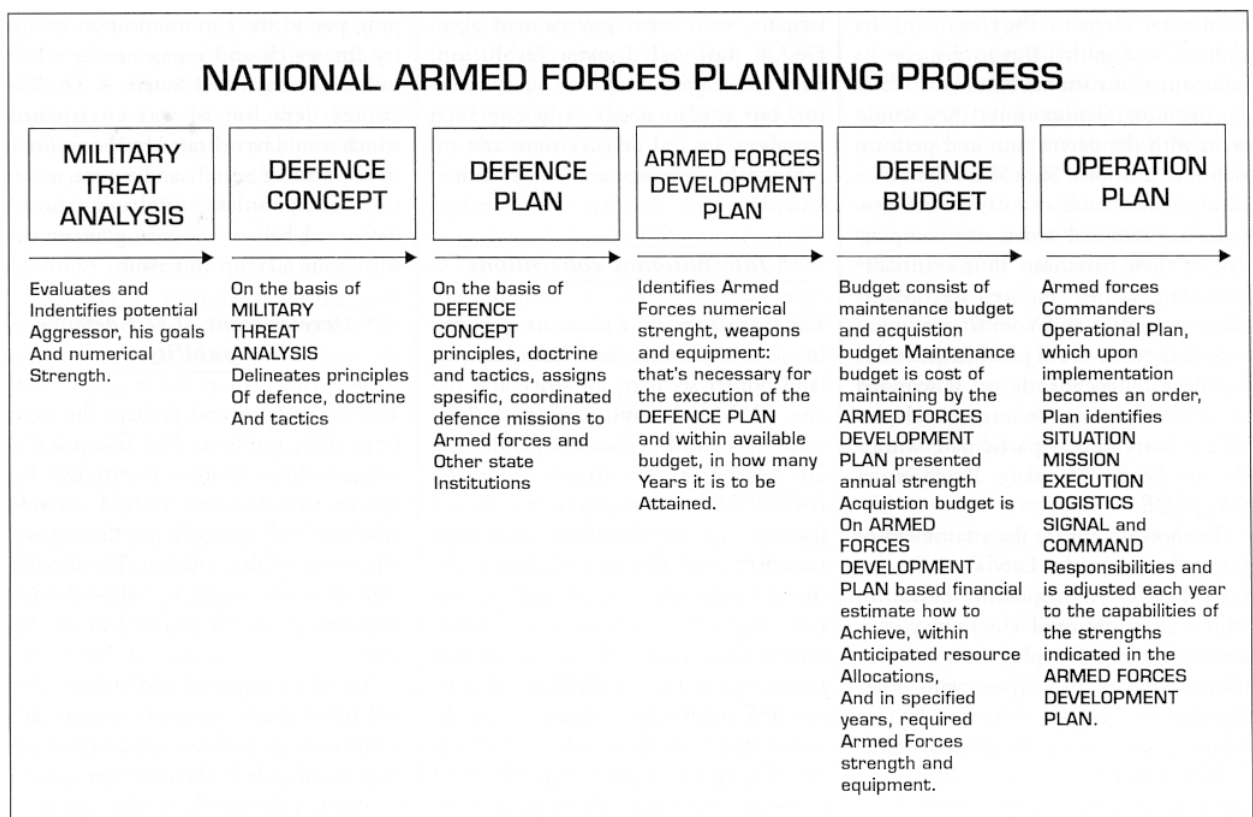 NATIONAL ARMED FORCES PLANNING PROCESS
MILITARY
TREAT
ANALYSIS
Evaluates and
Indentifies potential
Aggressor, his goals
And numerical
Strength.
DEFENCE
CONCEPT
On the basis of
MILITARY
THREAT
ANALYSIS
Delineates principles
Of defence, doctrine
And tactics
DEFENCE
PLAN
On the basis of
DEFENCE
CONCEPT
principles, doctrine
and tactics, assigns
spesific, coordinated
defence missions to
Armed forces and
Other state
Institutions
ARMED FORCES
DEVELOPMENT
PLAN
Identifies Armed
Forces numerical
strenght, weapons
and equipment:
that's necessary for
the execution of the
DEFENCE PLAN
and within available
budget, in how many
Years it is to be
Attained.
DEFENCE
BUDGET
Budget consist of
maintenance budget
and acquistion
budget Maintenance
budget is cost of
maintaining by the
ARMED FORCES
DEVELOPMENT
PLAN presented
annual strength
Acquistion budget is
On ARMED
FORCES
DEVELOPMENT
PLAN based financial
estimate how to
Achieve, within
Anticipated resource
Allocations,
And in specified
years, required
Armed Forces
strength and
equipment.
OPERATION
PLAN
Armed forces
Commanders
Operational Plan,
which upon
implementation
becomes an order,
Plan identifies
SITUATION
MISSION
EXECUTION
LOGISTICS
SIGNAL and
COMMAND
Responsibilities and
is adjusted each year
to the capabilities of
the strengths
indicated in the
ARMED FORCES
DEVELOPMENT
PLAN.